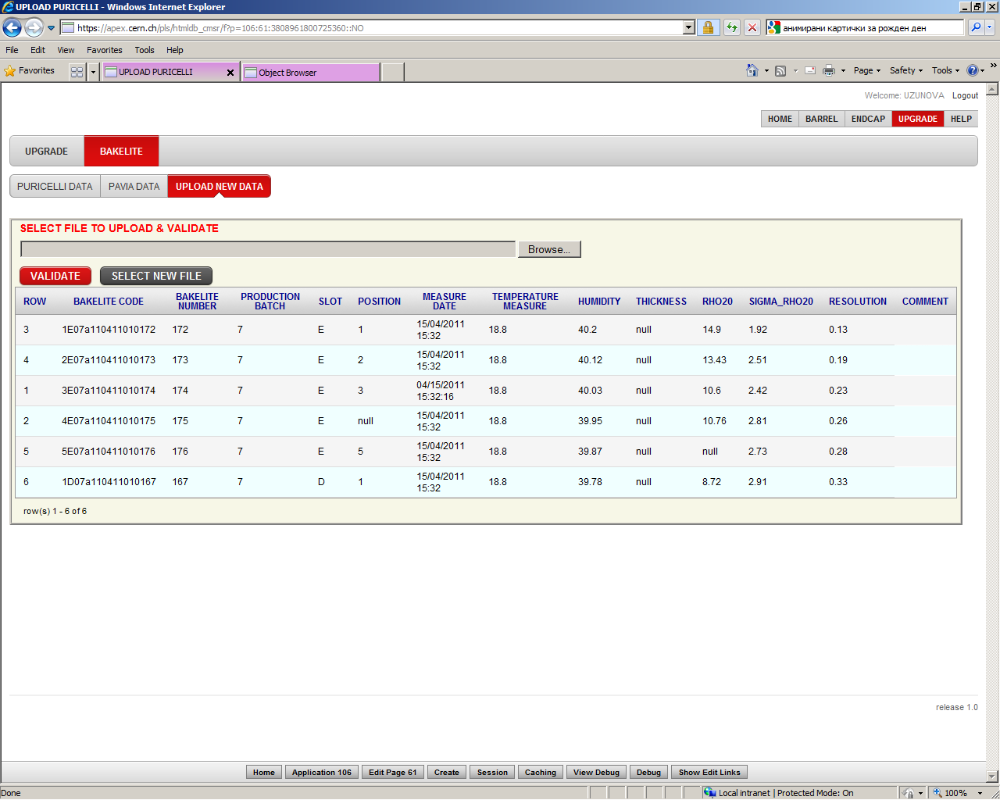 UPLOAD PURICELLI - Windows Internet Explorer
https://apex.cern.ch/pls/htmldb_cmsr/f?p=106:61:3808961800725360::NO
анимирани картички за рожден ден
File Edit View Favorites Tools Help
Favorites
UPLOAD PURICELLI
Object Browser
Page Safety Tools
Welcome: UZUNOVA Logout
HOME BARREL ENDCAP UPGRADE HELP
UPGRADE BAKELITE
PURICELLI DATA PAVIA DATA UPLOAD NEW DATA
SELECT FILE TO UPLOAD & VALIDATE
Browse...
VALIDATE SELECT NEW FILE
ROW BAKELITE CODE BAKELITE NUMBER PRODUCTION BATCH SLOT POSITION MEASURE DATE TEMPERATURE MEASURE HUMIDITY THICKNESS RHO20 SIGMA_RHO20 RESOLUTION COMMENT
3 1E07a110411010172 172 7 E 1 15/04/2011 15:32 18.8 40.2 null 14.9 1.92 0.13
4 2E07a110411010173 173 7 E 2 15/04/2011 15:32 18.8 40.12 null 13.43 2.51 0.19
1 3E07a110411010174 174 7 E 3 04/15/2011 15:32:16 18.8 40.03 null 10.6 2.42 0.23
2 4E07a110411010175 175 7 E null 15/04/2011 15:32 18.8 39.95 null 10.76 2.81 0.26
5 5E07a110411010176 176 7 E 5 15/04/2011 15:32 18.8 39.87 null null 2.73 0.28
6 1D07a110411010167 167 7 D 1 15/04/2011 15:32 18.8 39.78 null 8.72 2.91 0.33
row(s) 1 - 6 of 6
release 1.0
Home Application 106 Edit Page 61 Create Session Caching View Debug Debug Show Edit Links
Done
Local intranet | Protected Mode: On
100%